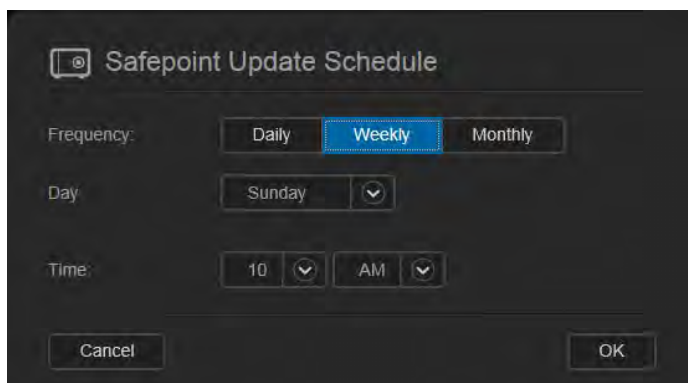 Safepoint Update Schedule
Frequency: Daily Weekly Monthly
Day Sunday
Time: 10 AM
Cancel OK